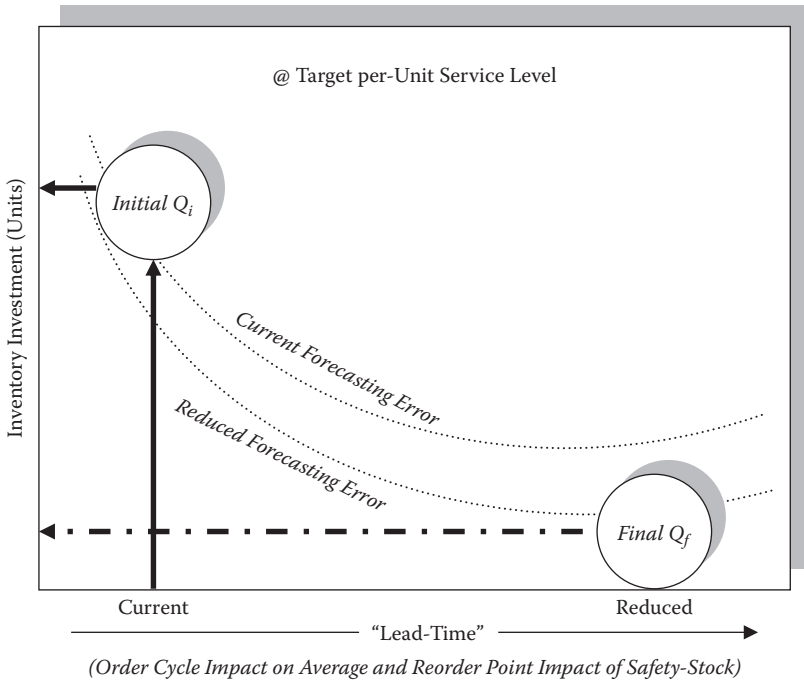 @ Target per-Unit Service Level
Inventory Investment (Units)
Initial Qi
Current Forecasting Error
Reduced Forecasting Error
Final Qf
Current
Reduced
“Lead-Time”
(Order Cycle Impact on Average and Reorder Point Impact of Safety-Stock)